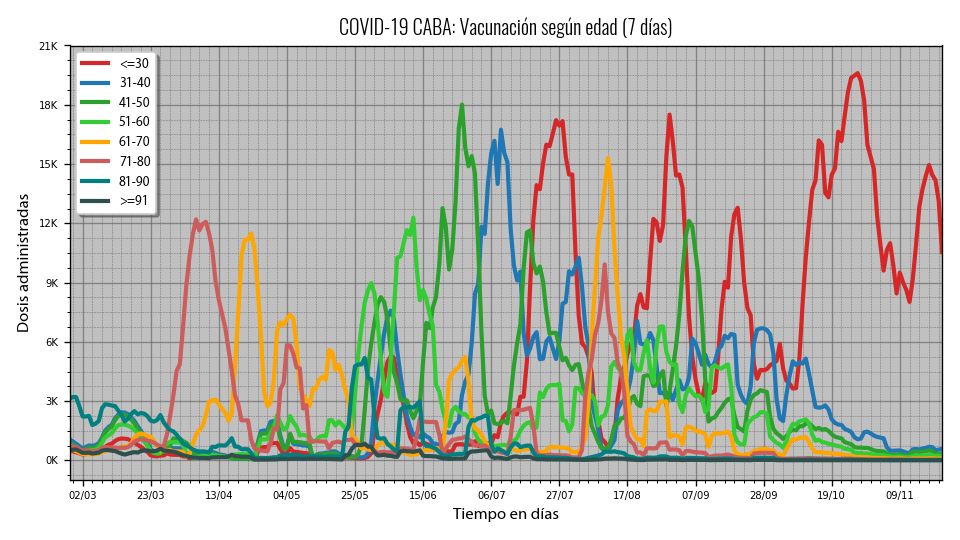 COVID-19 CABA: Vacunación según edad (7 días)
21K
18K
15K
12K
9K
6K
3K
0K
Dosis administradas
<=30
31-40
41-50
51-60
61-70
71-80
81-90
>=91
02/03 23/03 13/04 04/05 25/05 15/06 06/07 27/07 17/08 07/09 28/09 19/10 09/11
Tiempo en días